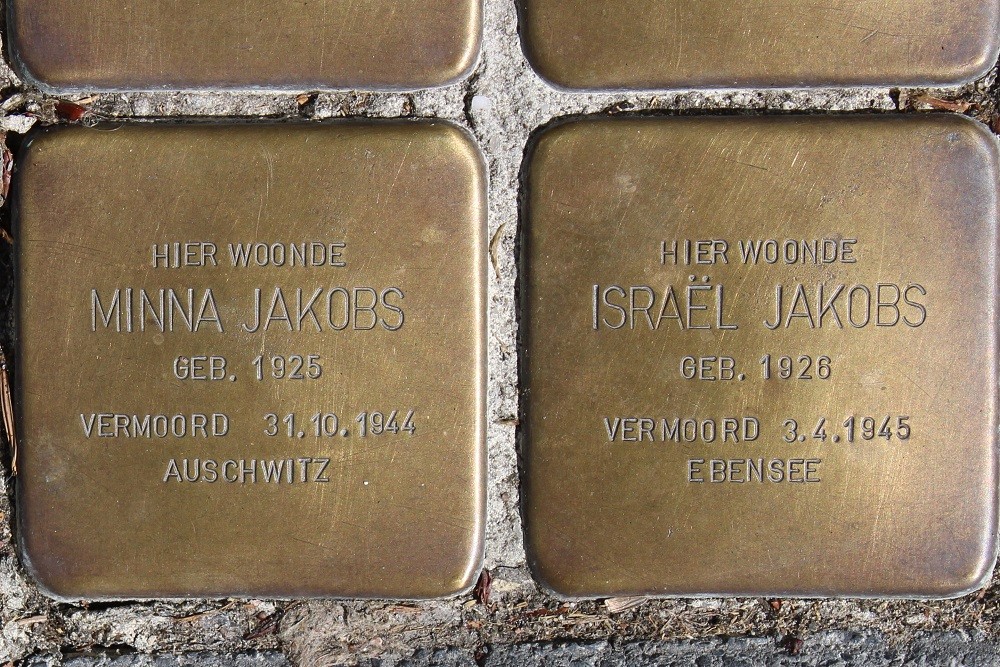 HIER WOONDE
MINNA JAKOBS
GEB. 1925
VERMOORD 31.10.1944
AUSCHWITZ
HIER WOONDE
ISRAËL JAKOBS
GEB. 1926
VERMOORD 3.4.1945
EBENSEE